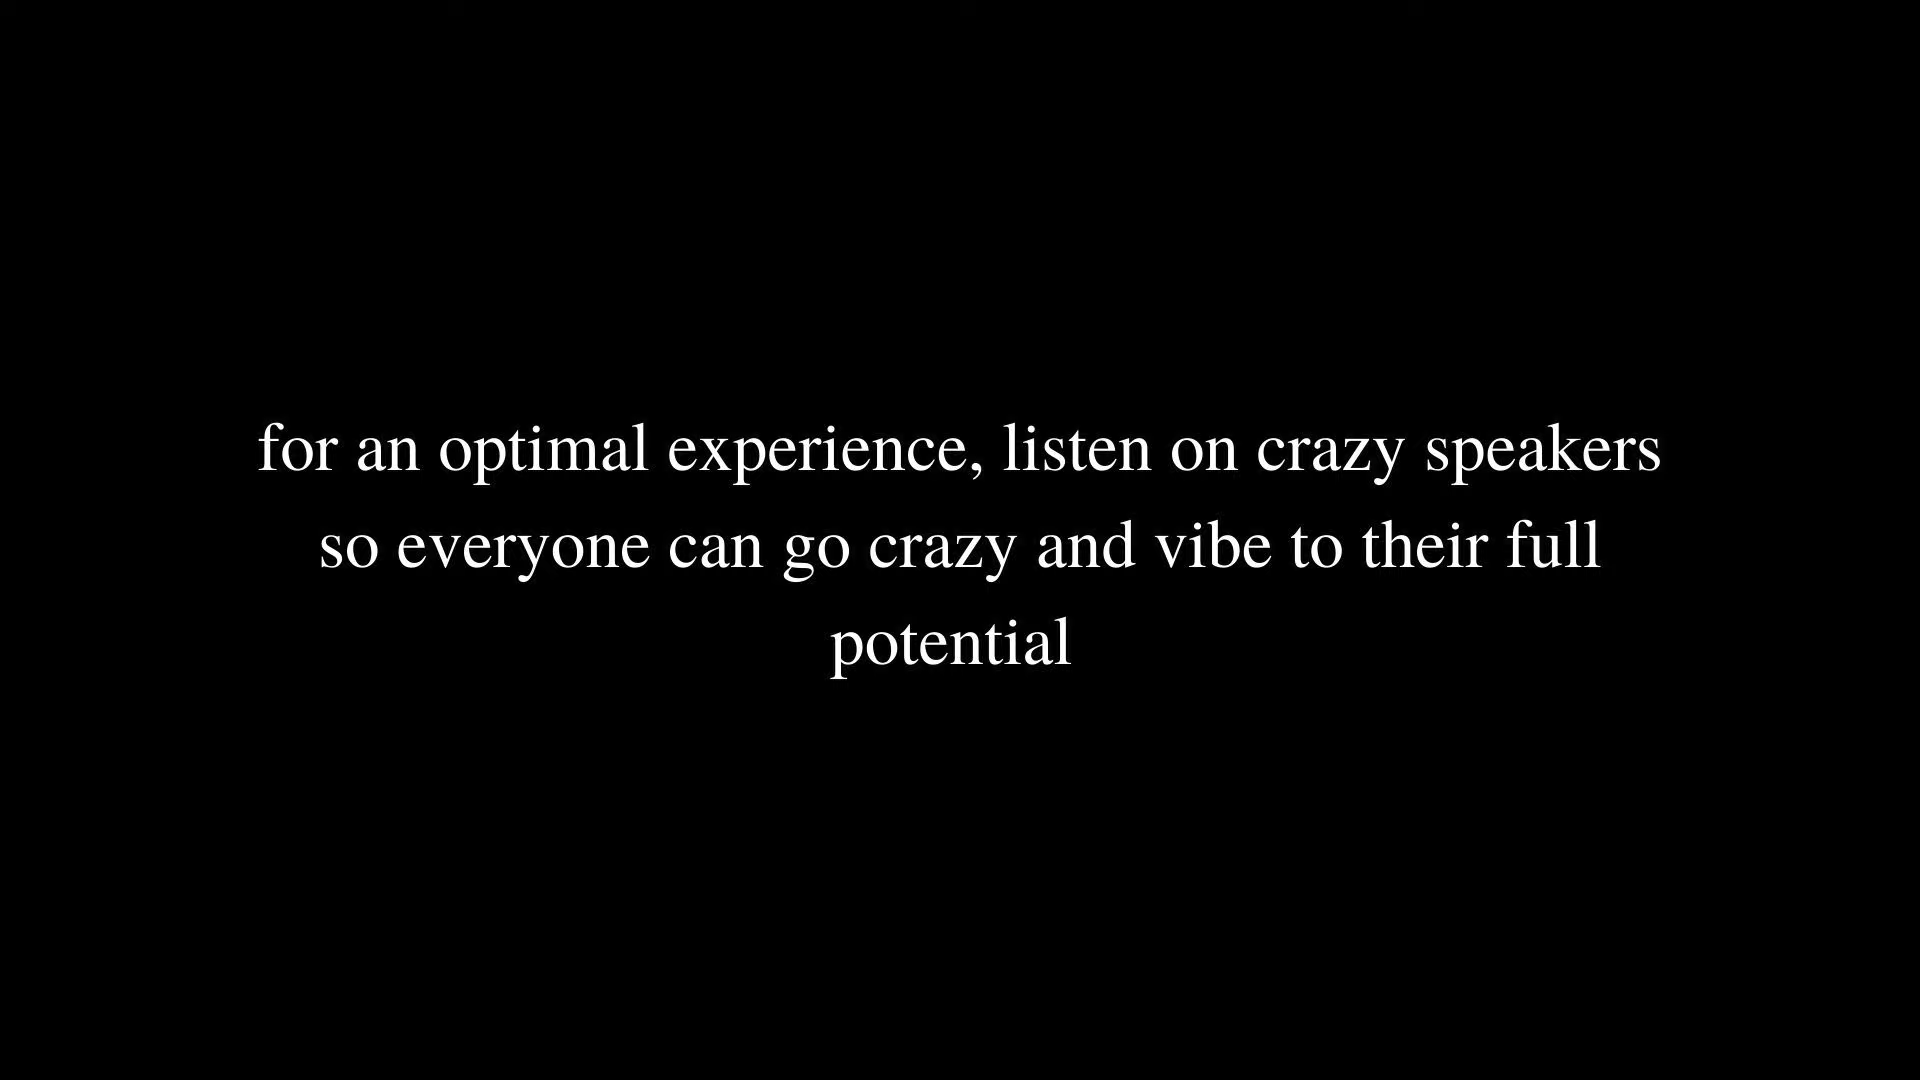 for an optimal experience, listen on crazy speakers
so everyone can go crazy and vibe to their full
potential